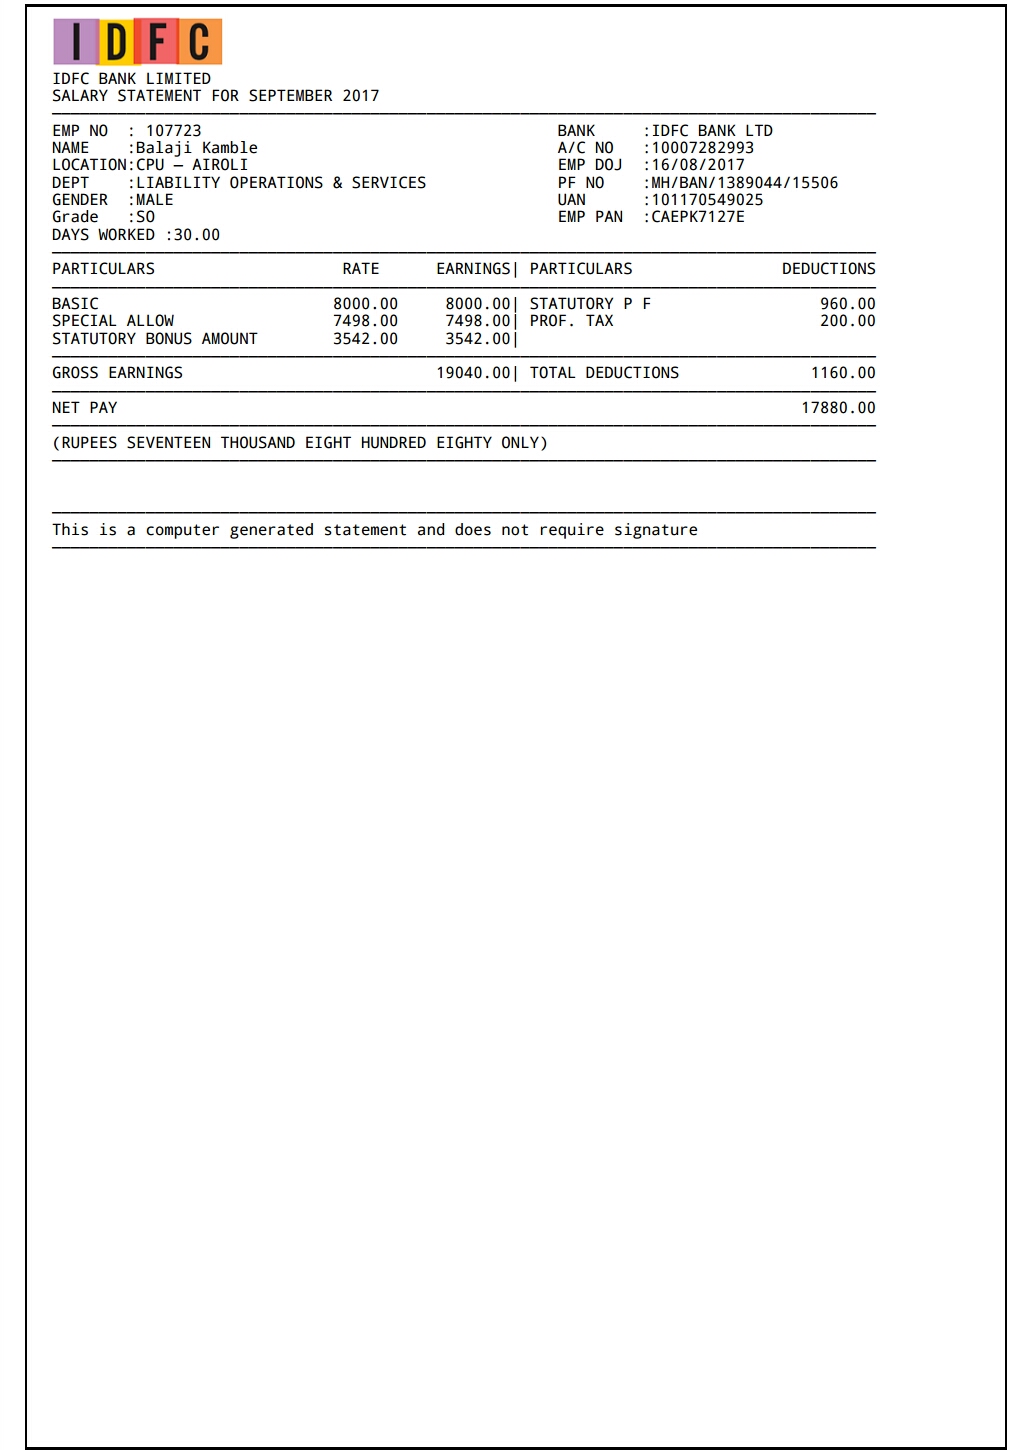 IDFC
IDFC BANK LIMITED
SALARY STATEMENT FOR SEPTEMBER 2017
EMP NO : 107723 BANK :IDFC BANK LTD
NAME :Balaji Kamble A/C NO :10007282993
LOCATION:CPU – AIROLI EMP DOJ :16/08/2017
DEPT :LIABILITY OPERATIONS & SERVICES PF NO :MH/BAN/1389044/15506
GENDER :MALE UAN :101170549025
Grade :SO EMP PAN :CAEPK7127E
DAYS WORKED :30.00
PARTICULARS RATE EARNINGS| PARTICULARS DEDUCTIONS
BASIC 8000.00 8000.00| STATUTORY P F 960.00
SPECIAL ALLOW 7498.00 7498.00| PROF. TAX 200.00
STATUTORY BONUS AMOUNT 3542.00 3542.00|
GROSS EARNINGS 19040.00| TOTAL DEDUCTIONS 1160.00
NET PAY 17880.00
(RUPEES SEVENTEEN THOUSAND EIGHT HUNDRED EIGHTY ONLY)
This is a computer generated statement and does not require signature